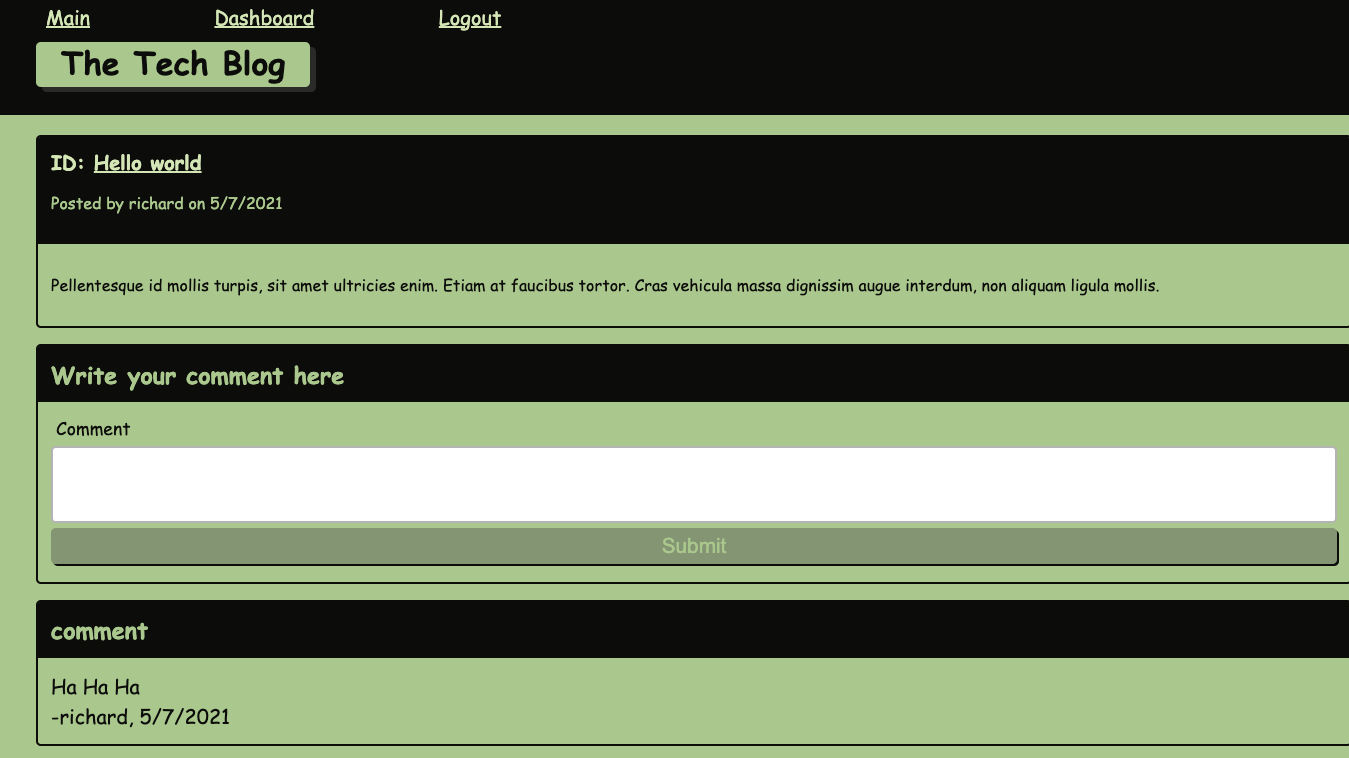 Main Dashboard Logout
The Tech Blog
ID: Hello world
Posted by richard on 5/7/2021
Pellentesque id mollis turpis, sit amet ultricies enim. Etiam at faucibus tortor. Cras vehicula massa dignissim augue interdum, non aliquam ligula mollis.
Write your comment here
Comment
Submit
comment
Ha Ha Ha
-richard, 5/7/2021